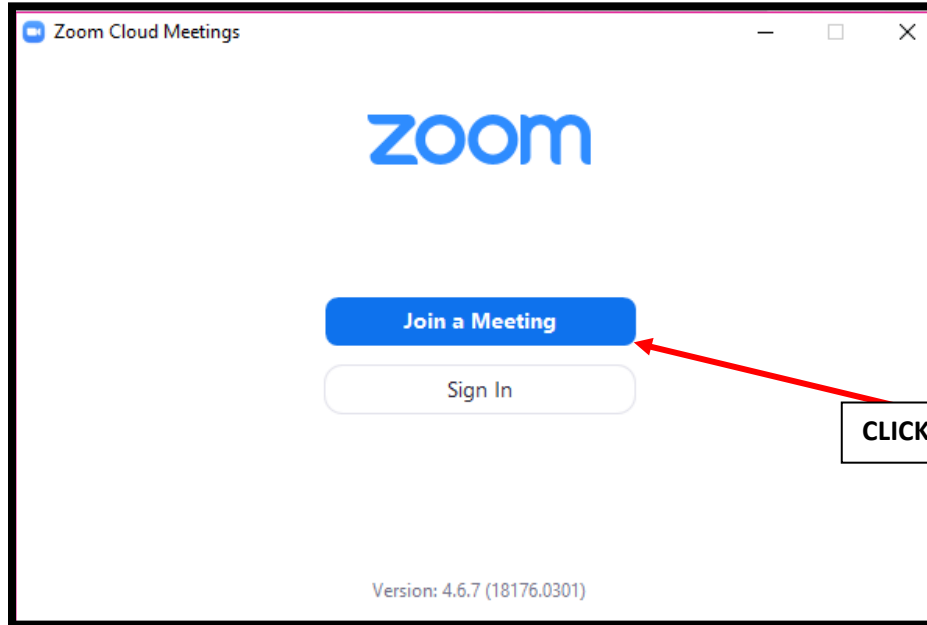 Zoom Cloud Meetings
zoom
Join a Meeting
Sign In
CLICK
Version: 4.6.7 (18176.0301)